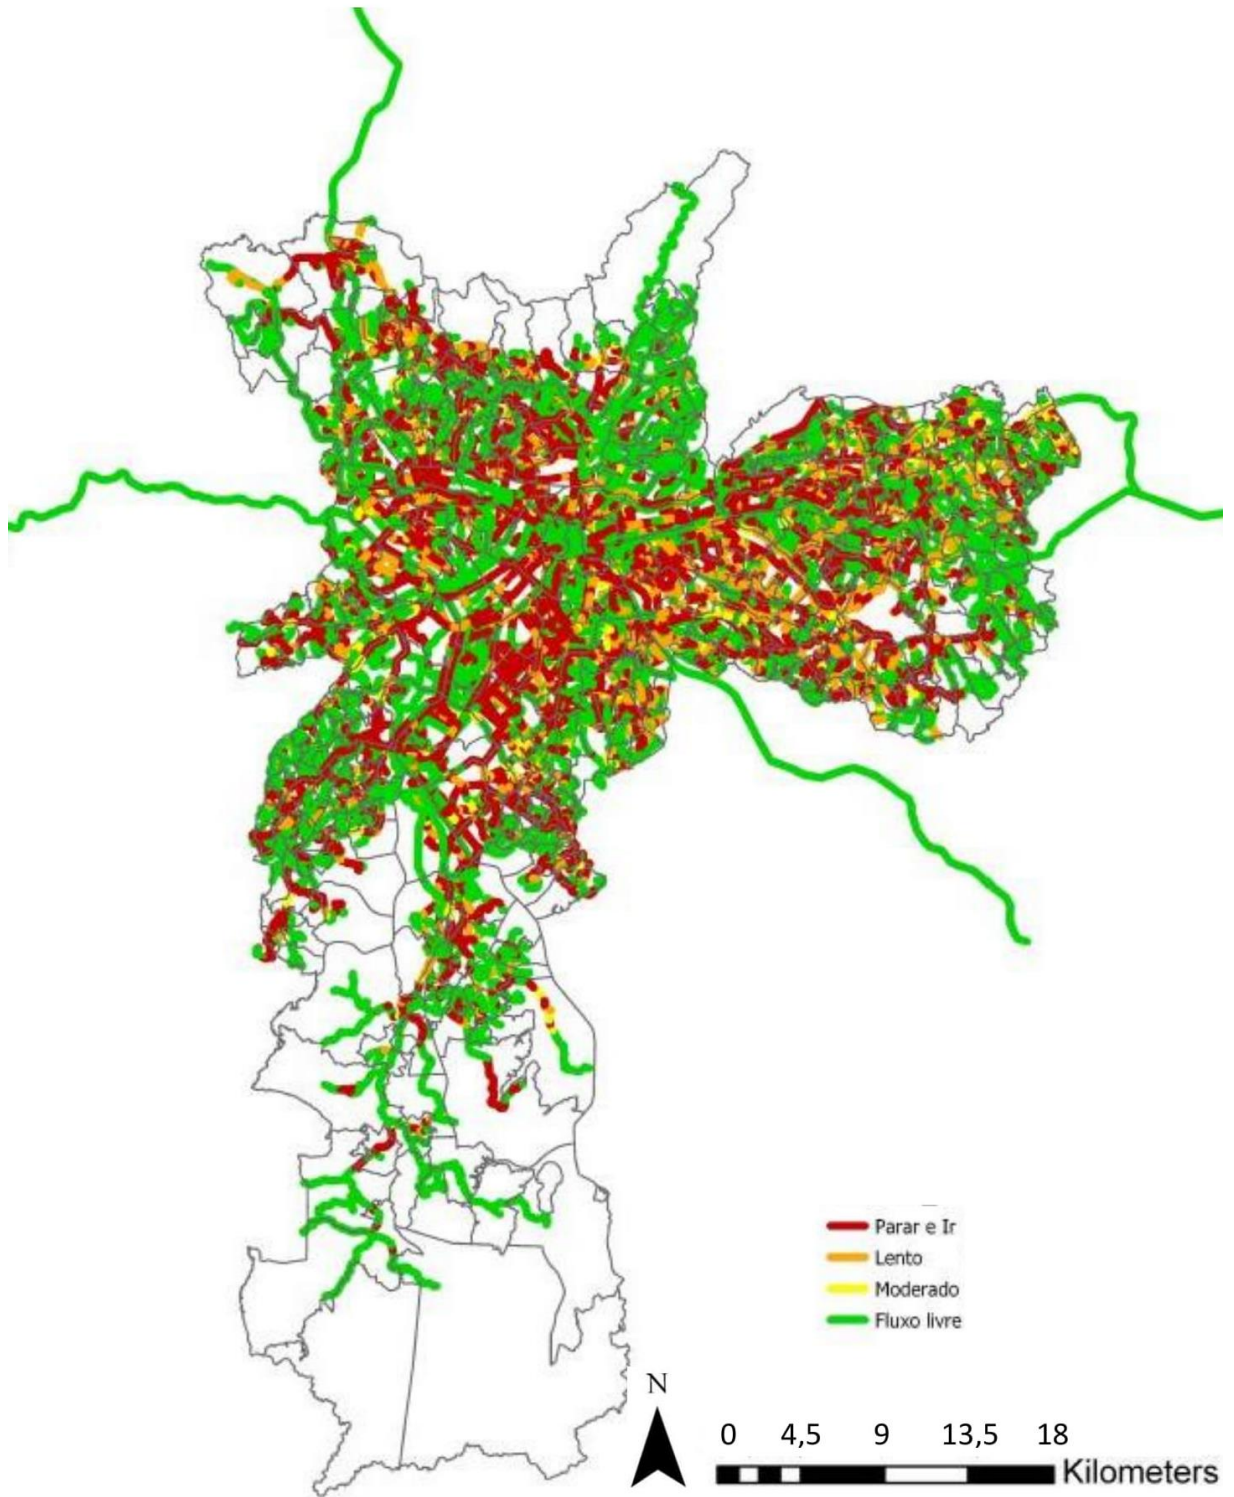 Parar e Ir
Lento
Moderado
Fluxo livre
N
0 4,5 9 13,5 18
Kilometers